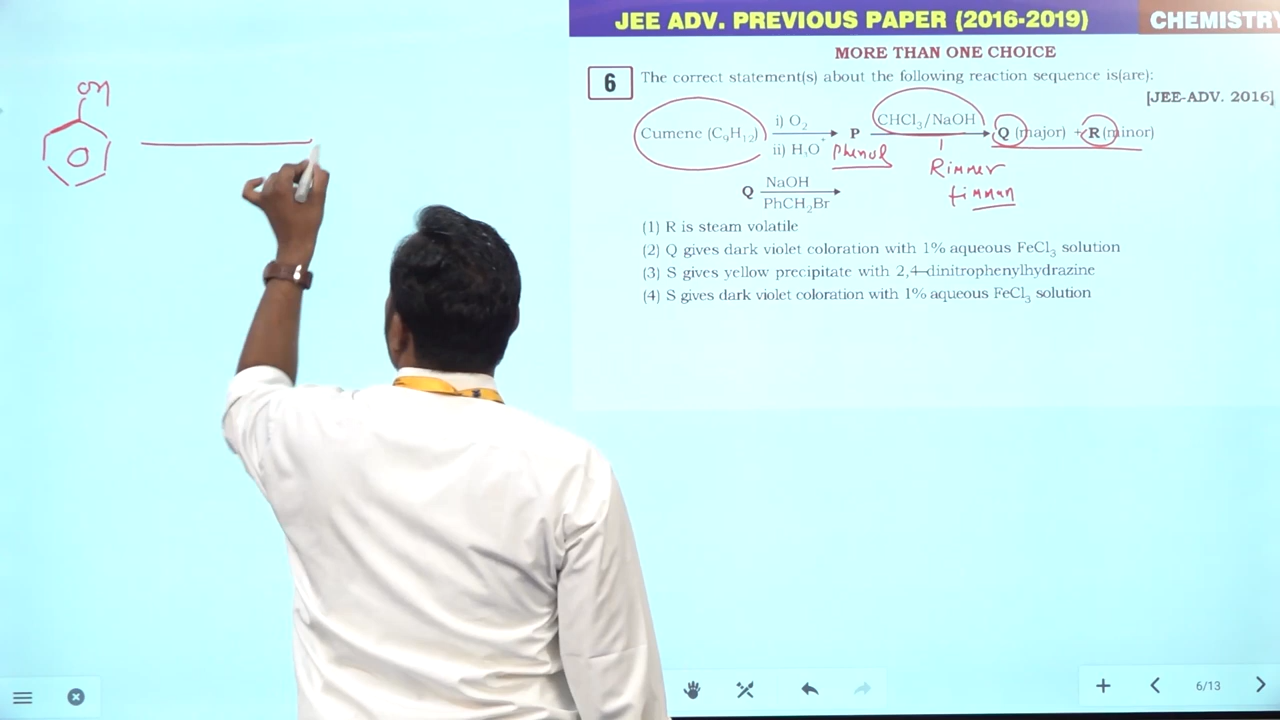 JEE ADV. PREVIOUS PAPER (2016-2019)
CHEMISTRY
MORE THAN ONE CHOICE
6 The correct statement(s) about the following reaction sequence is(are):
[JEE-ADV. 2016]
Cumene (C₉H₁₂) i) O₂ ii) H₃O⁺ P CHCl₃/NaOH Q (major) + R (minor)
Phenol Rimmer
timman
Q NaOH PhCH₂Br
(1) R is steam volatile
(2) Q gives dark violet coloration with 1% aqueous FeCl₃ solution
(3) S gives yellow precipitate with 2,4-dinitrophenylhydrazine
(4) S gives dark violet coloration with 1% aqueous FeCl₃ solution
OH
6/13